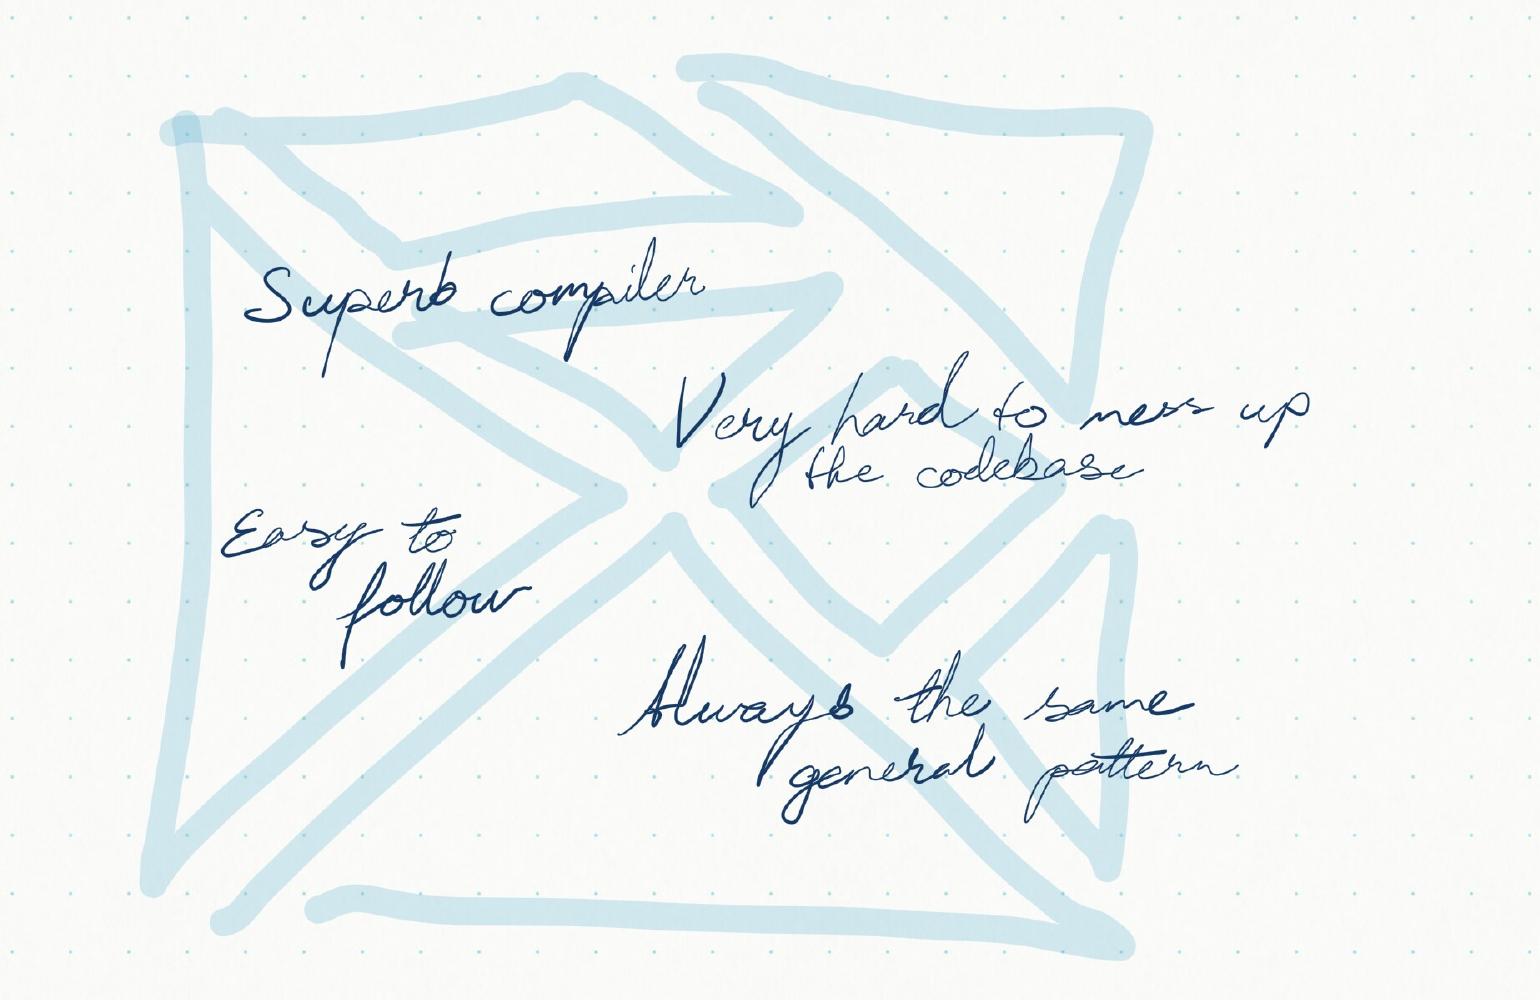 Superb compiler
Very hard to mess up
the codebase
Easy to
follow
Always the same
general pattern